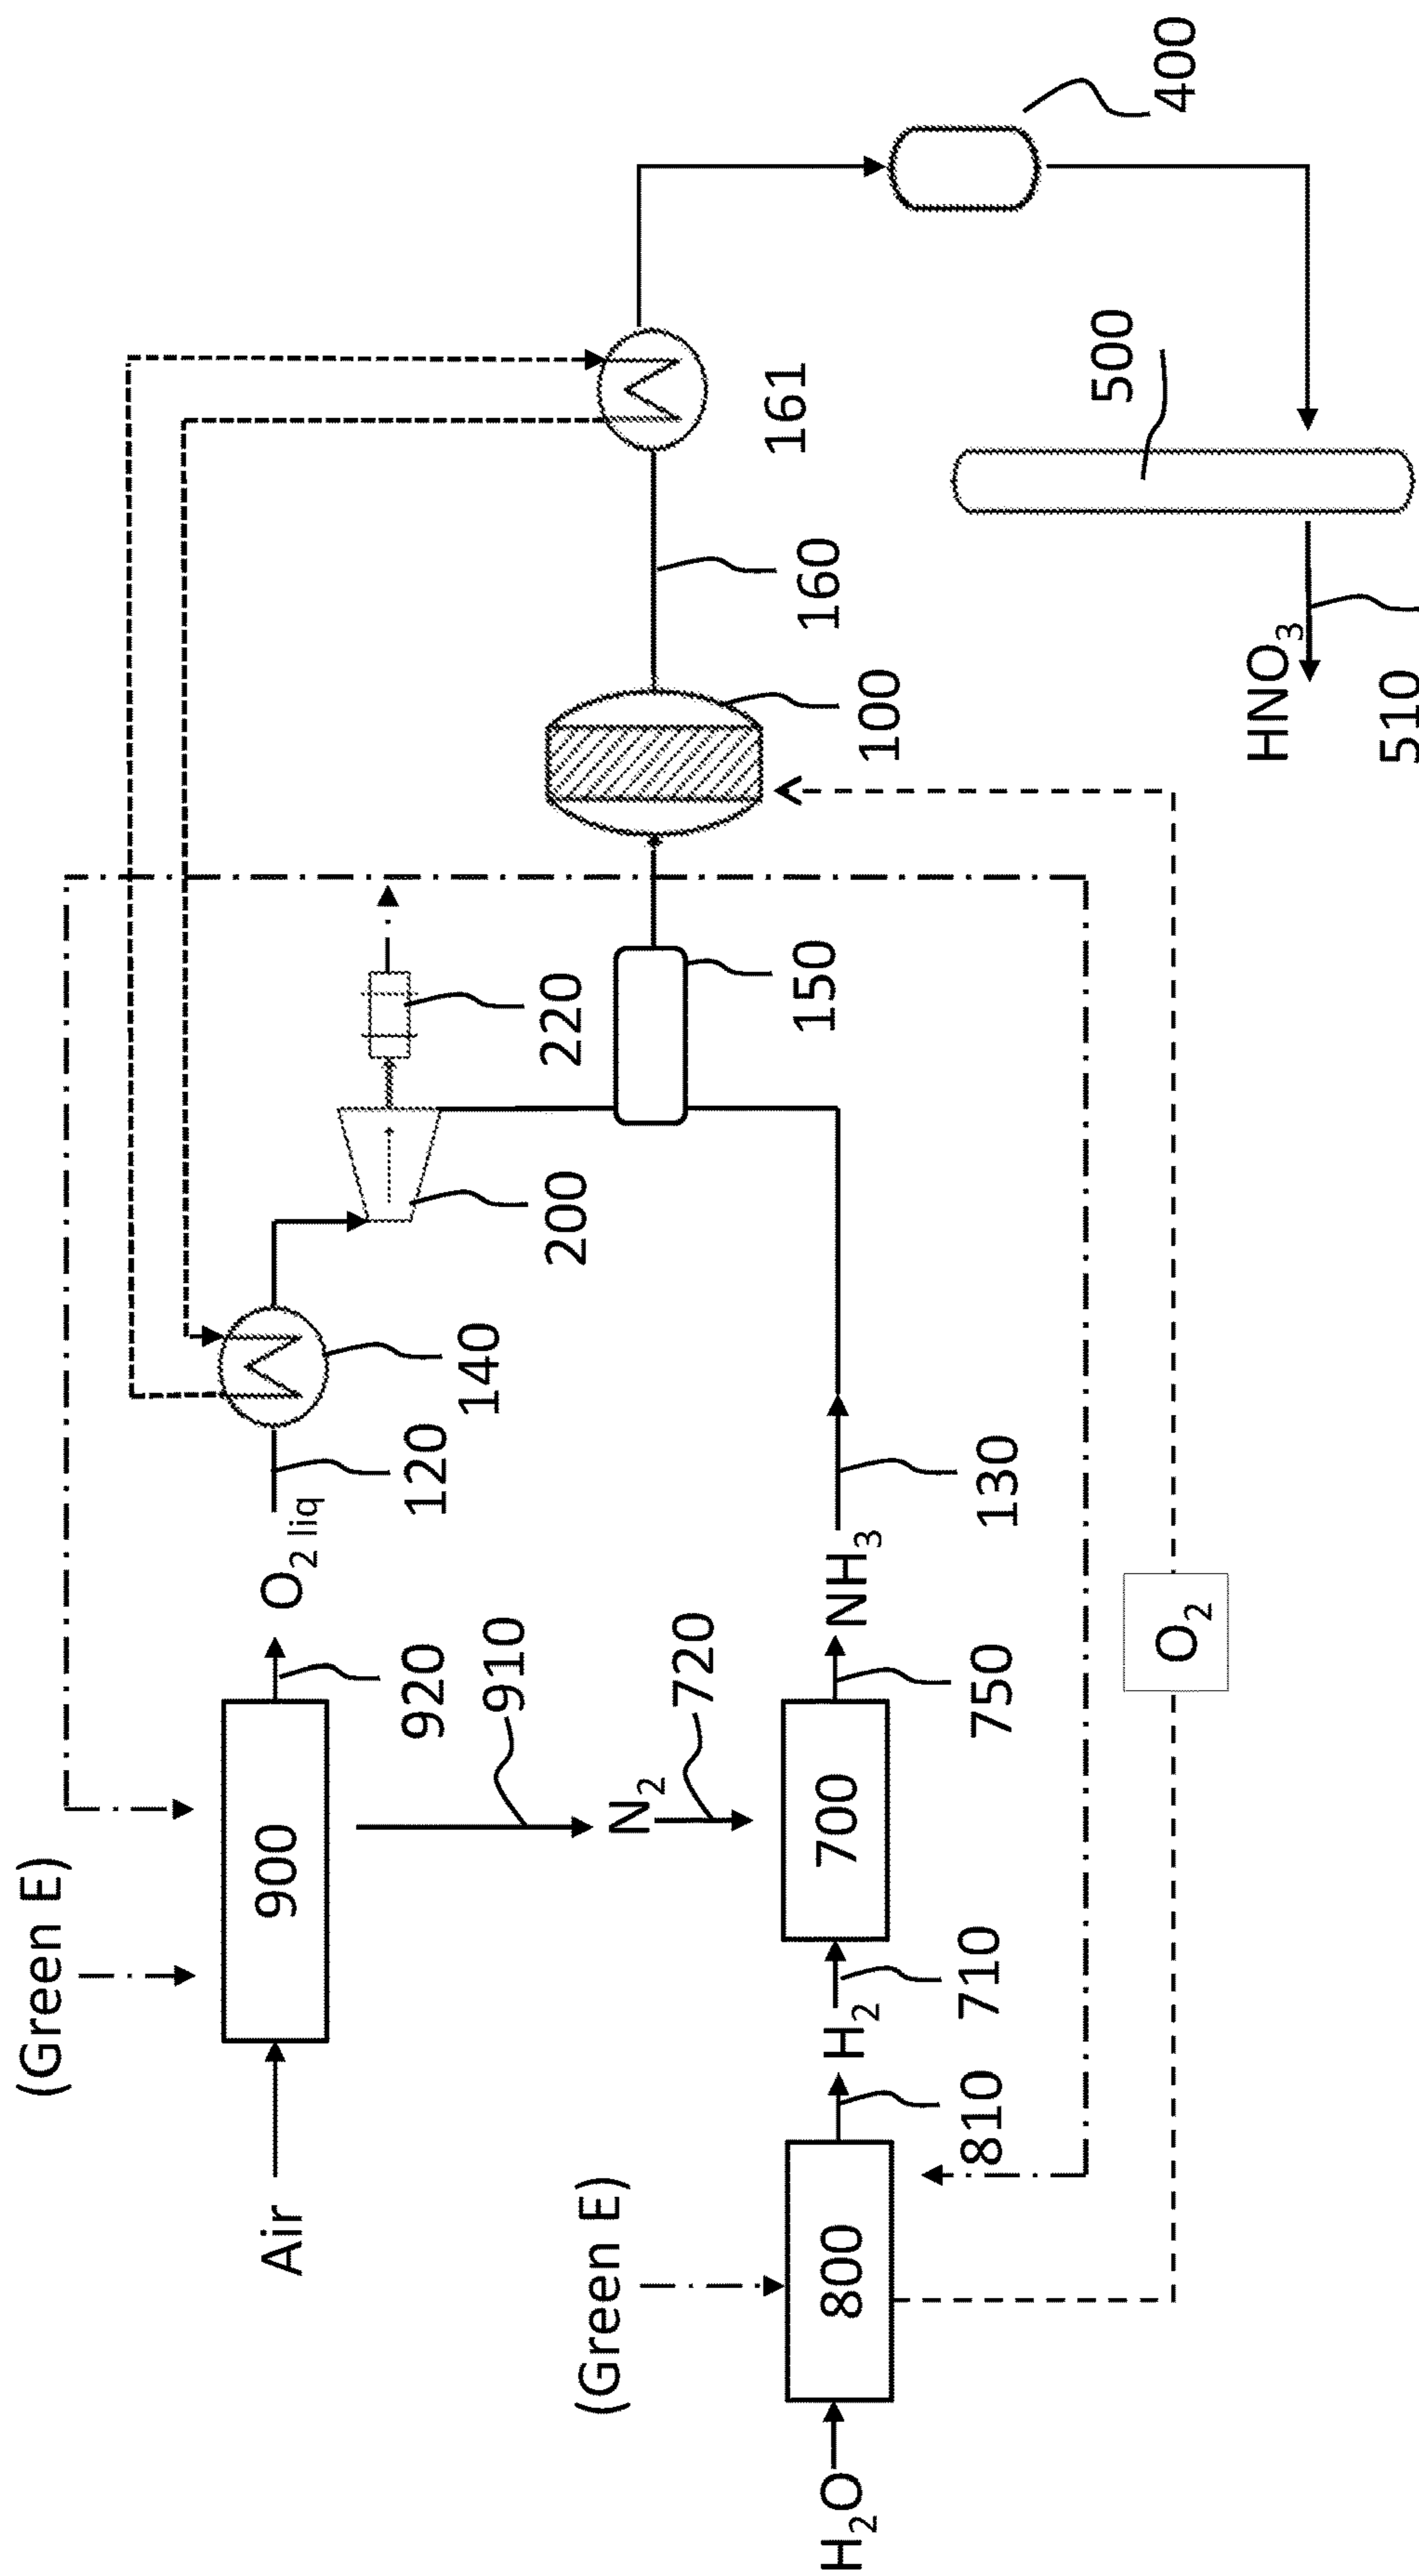 (Green E)
Air
900
O₂ liq
920
120
140
910
200
220
(Green E)
N₂
720
161
150
160
H₂O
800
H₂
700
NH₃
100
810
710
750
130
500
O₂
400
HNO₃
510